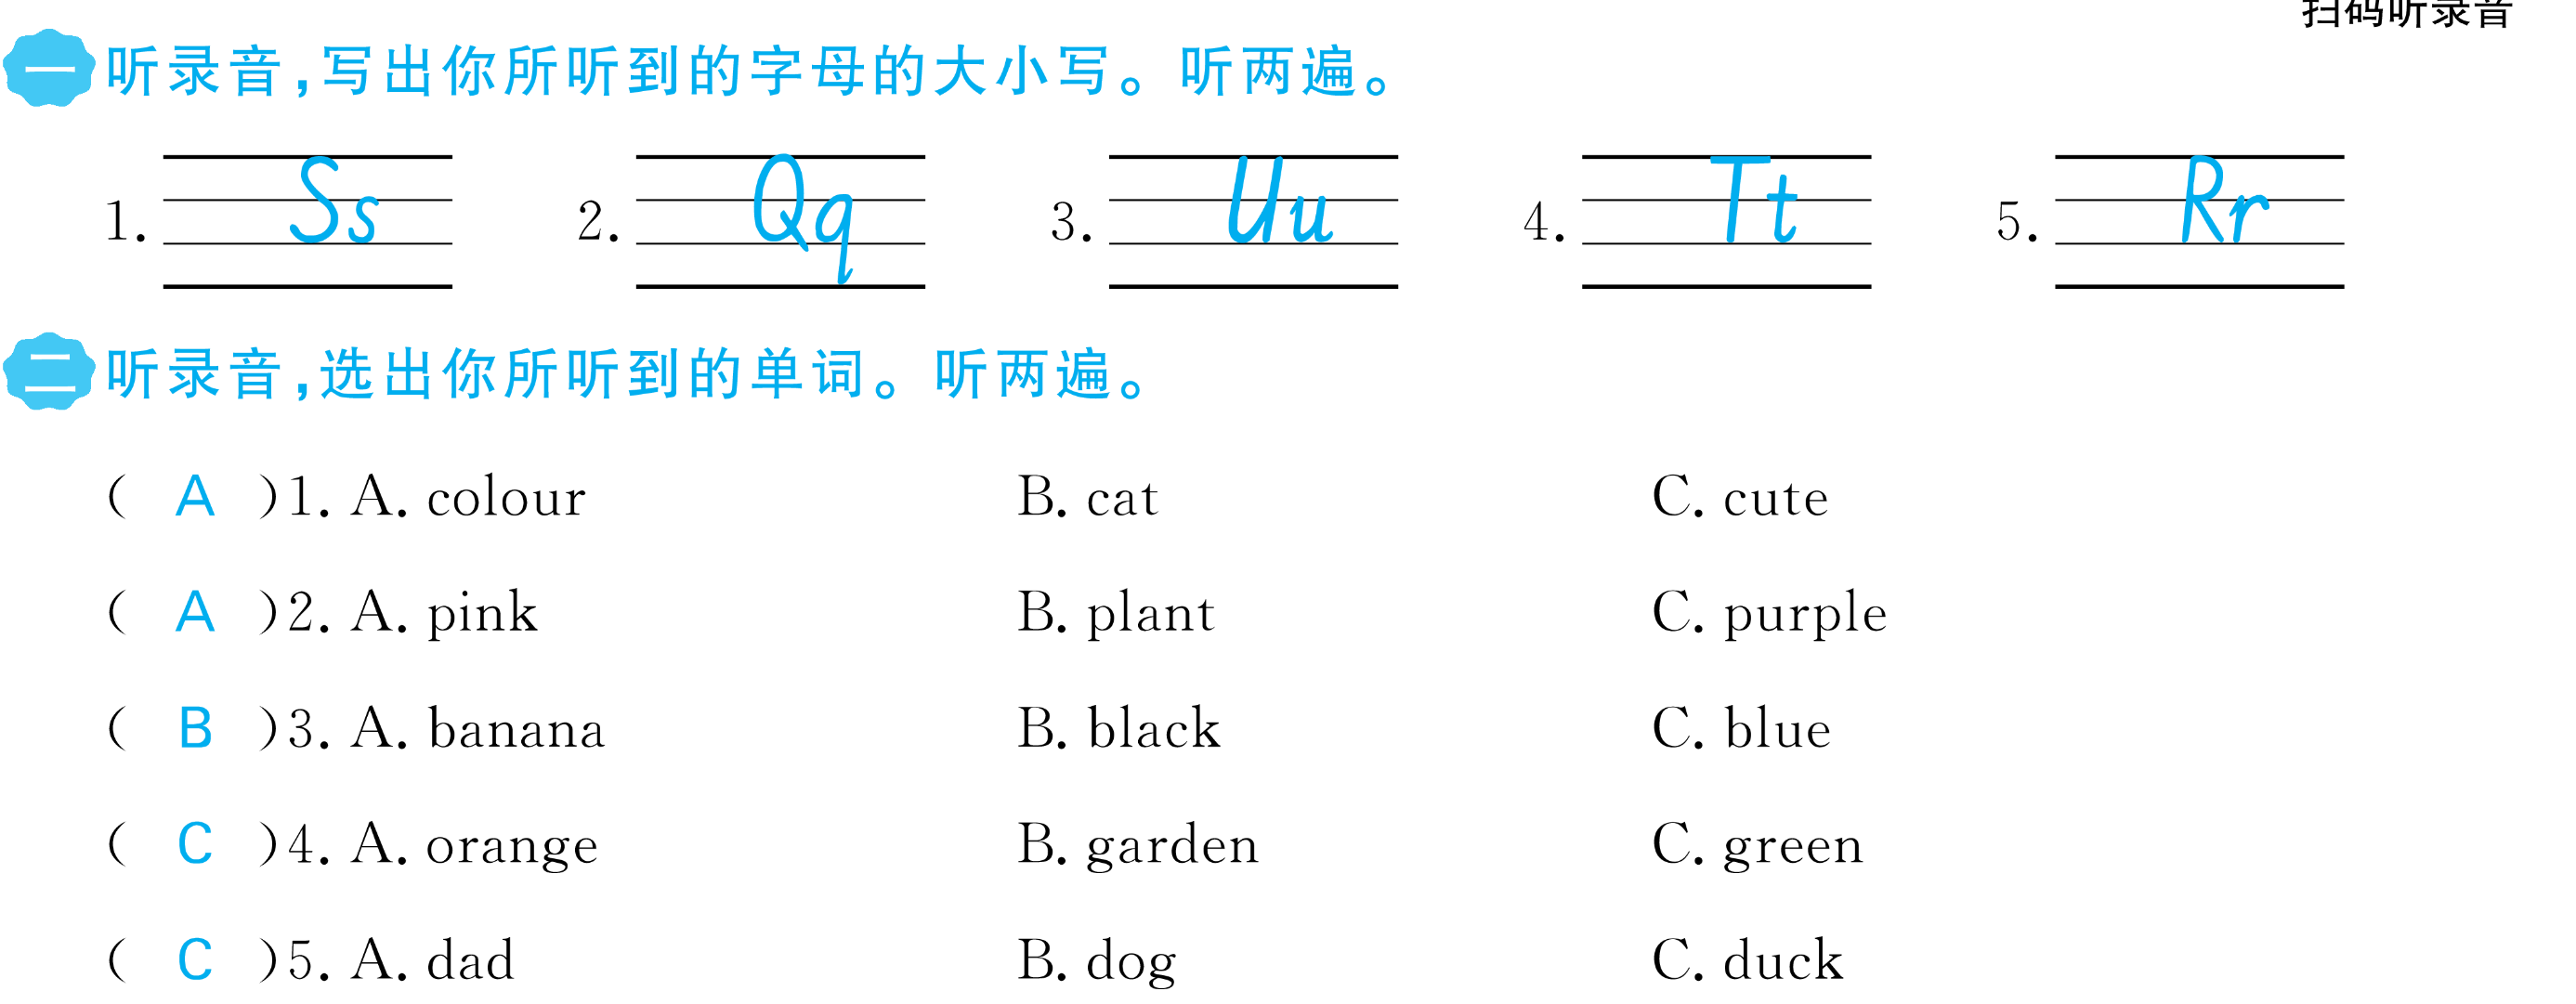 扫码听录音
一 听录音,写出你所听到的字母的大小写。听两遍。
1. Ss 2. Qq 3. Uu 4. Tt 5. Rr
二 听录音,选出你所听到的单词。听两遍。
( A )1. A. colour B. cat C. cute
( A )2. A. pink B. plant C. purple
( B )3. A. banana B. black C. blue
( C )4. A. orange B. garden C. green
( C )5. A. dad B. dog C. duck